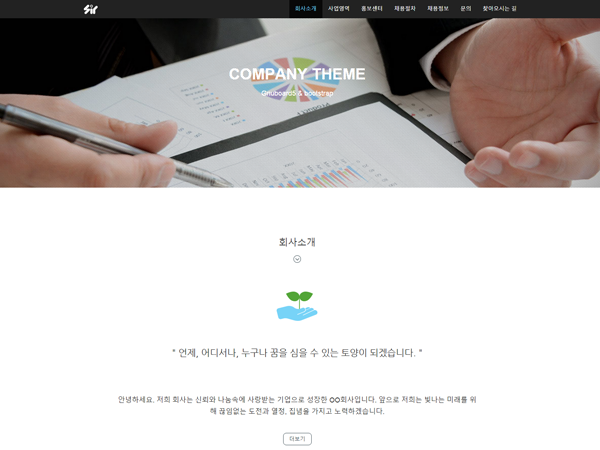 Sir
회사소개 사업영역 홍보센터 채용절차 채용정보 문의 찾아오시는 길
COMPANY THEME
Gnuboard5 & bootstrap
회사소개
" 언제, 어디서나, 누구나 꿈을 심을 수 있는 토양이 되겠습니다. "
안녕하세요. 저희 회사는 신뢰와 나눔속에 사랑받는 기업으로 성장한 OO회사입니다. 앞으로 저희는 빛나는 미래를 위
해 끊임없는 도전과 열정, 집념을 가지고 노력하겠습니다.
더보기